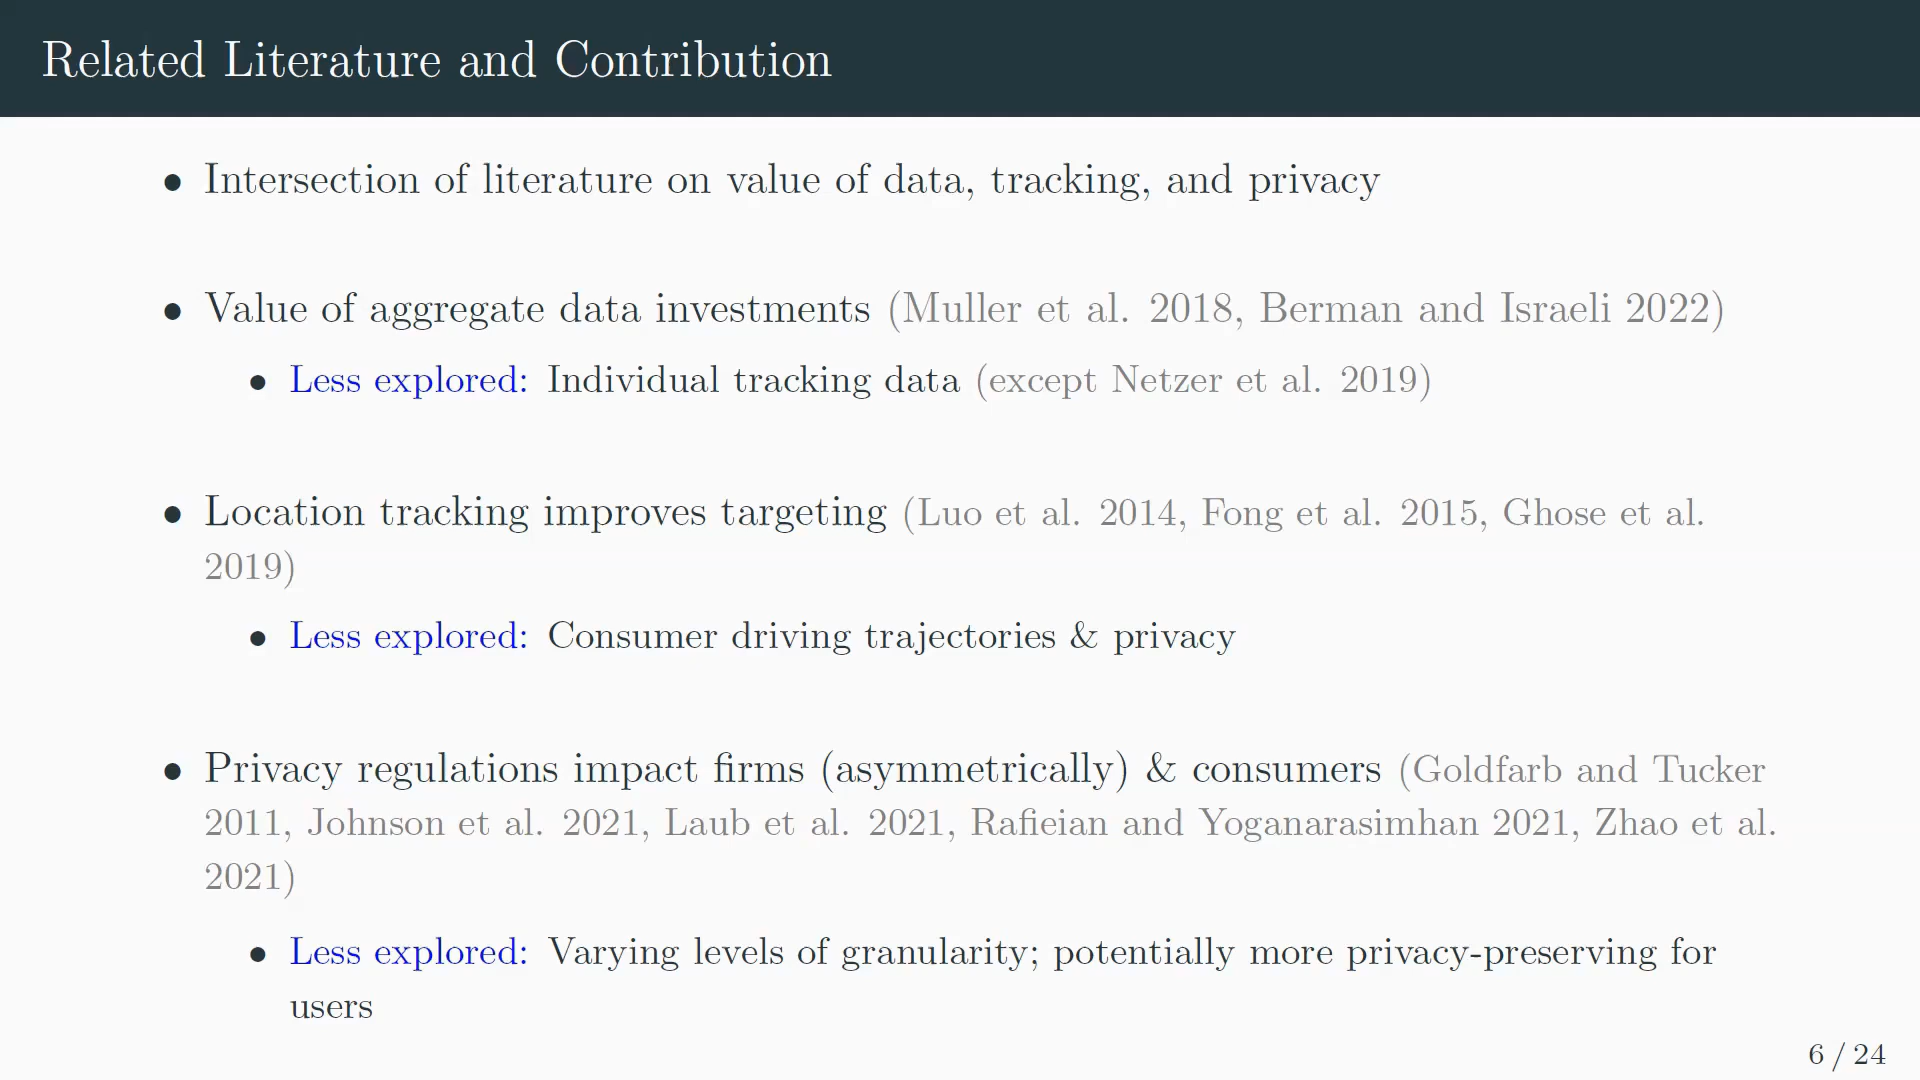 Related Literature and Contribution
• Intersection of literature on value of data, tracking, and privacy
• Value of aggregate data investments (Muller et al. 2018, Berman and Israeli 2022)
• Less explored: Individual tracking data (except Netzer et al. 2019)
• Location tracking improves targeting (Luo et al. 2014, Fong et al. 2015, Ghose et al.
2019)
• Less explored: Consumer driving trajectories & privacy
• Privacy regulations impact firms (asymmetrically) & consumers (Goldfarb and Tucker
2011, Johnson et al. 2021, Laub et al. 2021, Rafieian and Yoganarasimhan 2021, Zhao et al.
2021)
• Less explored: Varying levels of granularity; potentially more privacy-preserving for
users
6 / 24